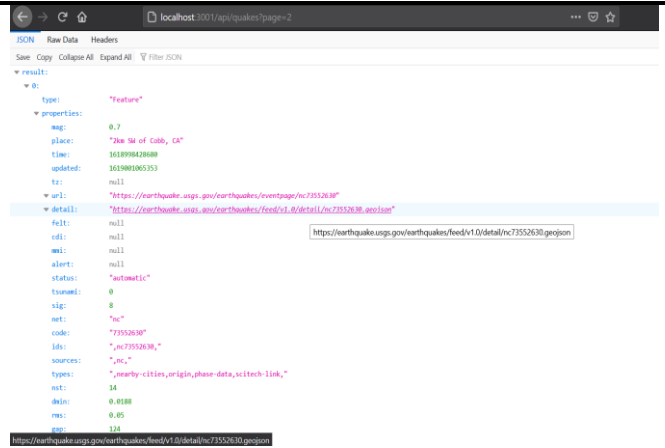 localhost:3001/api/quakes?page=2
JSON Raw Data Headers
Save Copy Collapse All Expand All Filter JSON
result:
0:
type: "Feature"
properties:
mag: 0.7
place: "2km SW of Cobb, CA"
time: 1618998420600
updated: 1619001065353
tz: null
url: "https://earthquake.usgs.gov/earthquakes/eventpage/nc73552630"
detail: "https://earthquake.usgs.gov/earthquakes/feed/v1.0/detail/nc73552630.geojson"
felt: null
https://earthquake.usgs.gov/earthquakes/feed/v1.0/detail/nc73552630.geojson
cdi: null
mmi: null
alert: null
status: "automatic"
tsunami: 0
sig: 8
net: "nc"
code: "73552630"
ids: ",nc73552630,"
sources: ",nc,"
types: ",nearby-cities,origin,phase-data,scitech-link,"
nst: 14
dmin: 0.0188
rms: 0.05
gap: 124
https://earthquake.usgs.gov/earthquakes/feed/v1.0/detail/nc73552630.geojson